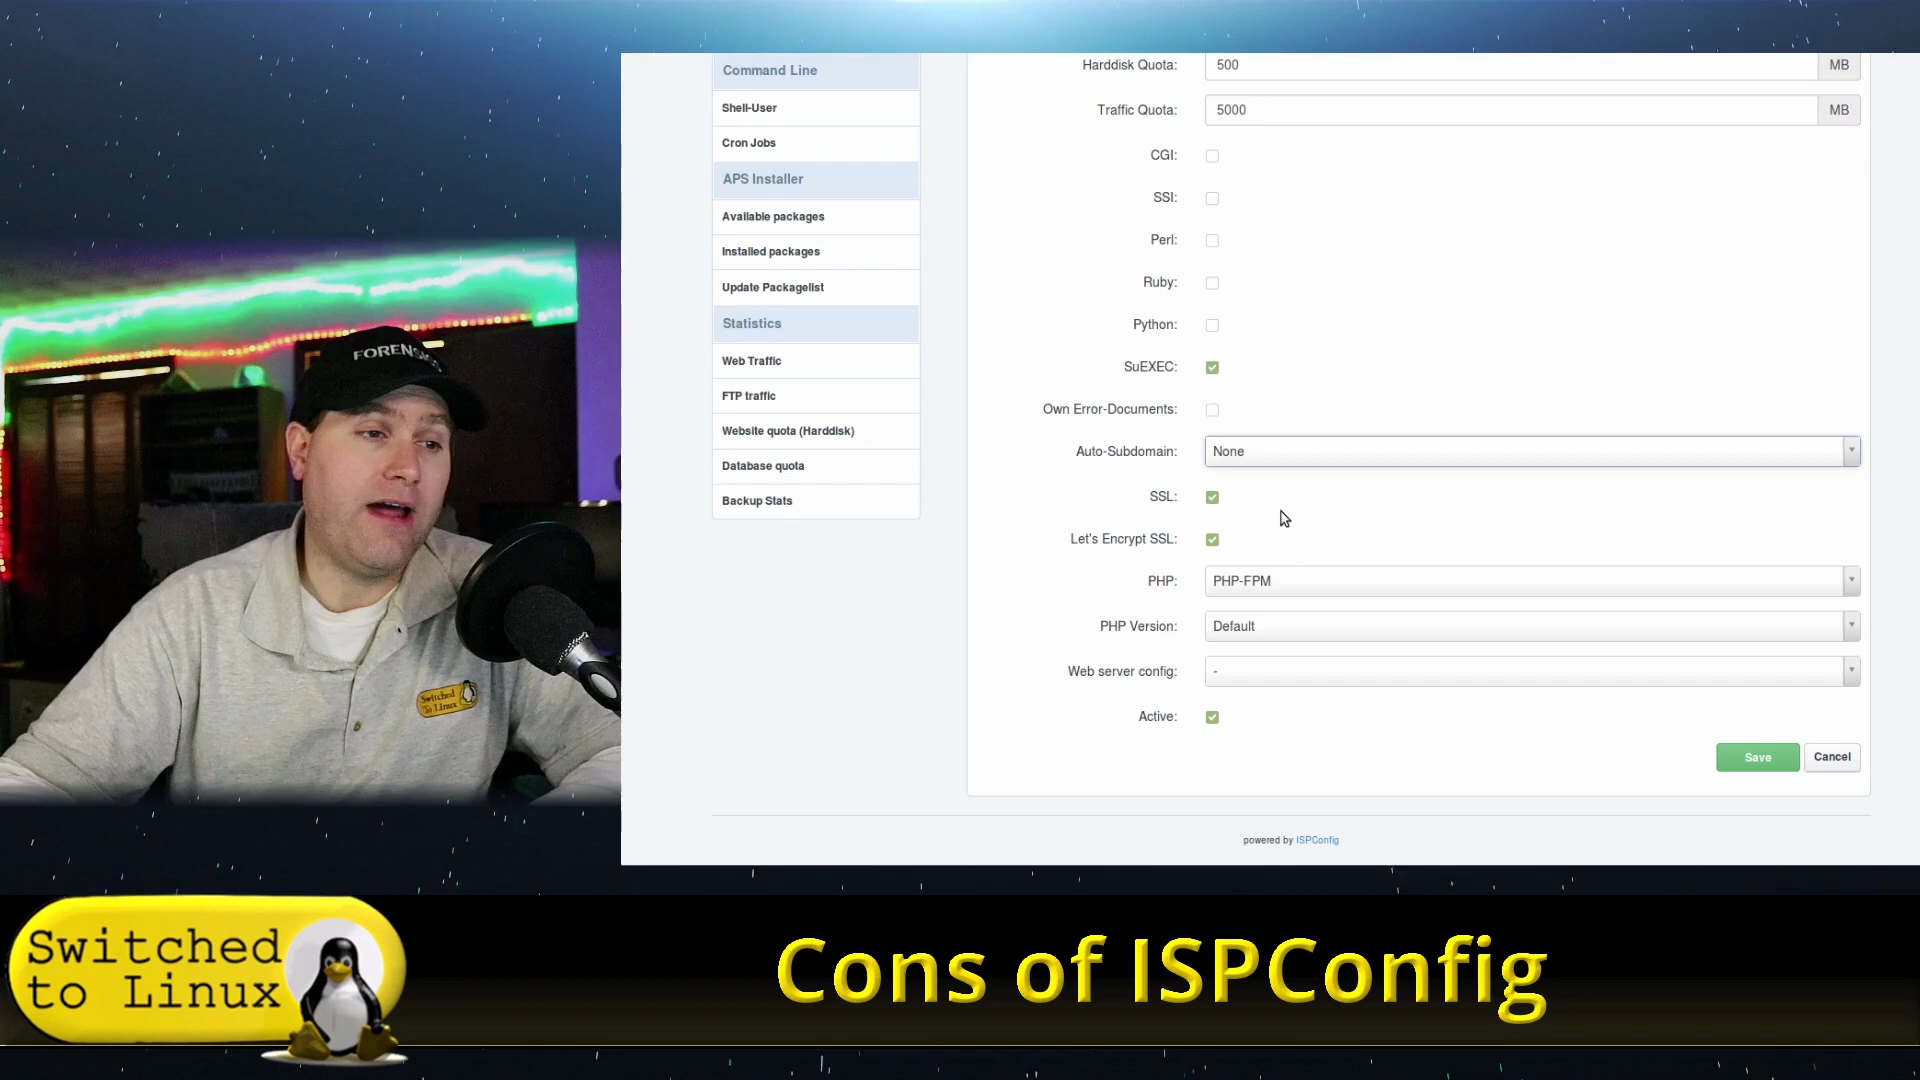 Command Line
Shell-User
Cron Jobs
APS Installer
Available packages
Installed packages
Update Packagelist
Statistics
Web Traffic
FTP traffic
Website quota (Harddisk)
Database quota
Backup Stats
Harddisk Quota: 500 MB
Traffic Quota: 5000 MB
CGI:
SSI:
Perl:
Ruby:
Python:
SuEXEC:
Own Error-Documents:
Auto-Subdomain: None
SSL:
Let's Encrypt SSL:
PHP: PHP-FPM
PHP Version: Default
Web server config: -
Active:
Save Cancel
powered by ISPConfig
Switched
To Linux
Switched
to Linux
Cons of ISPConfig